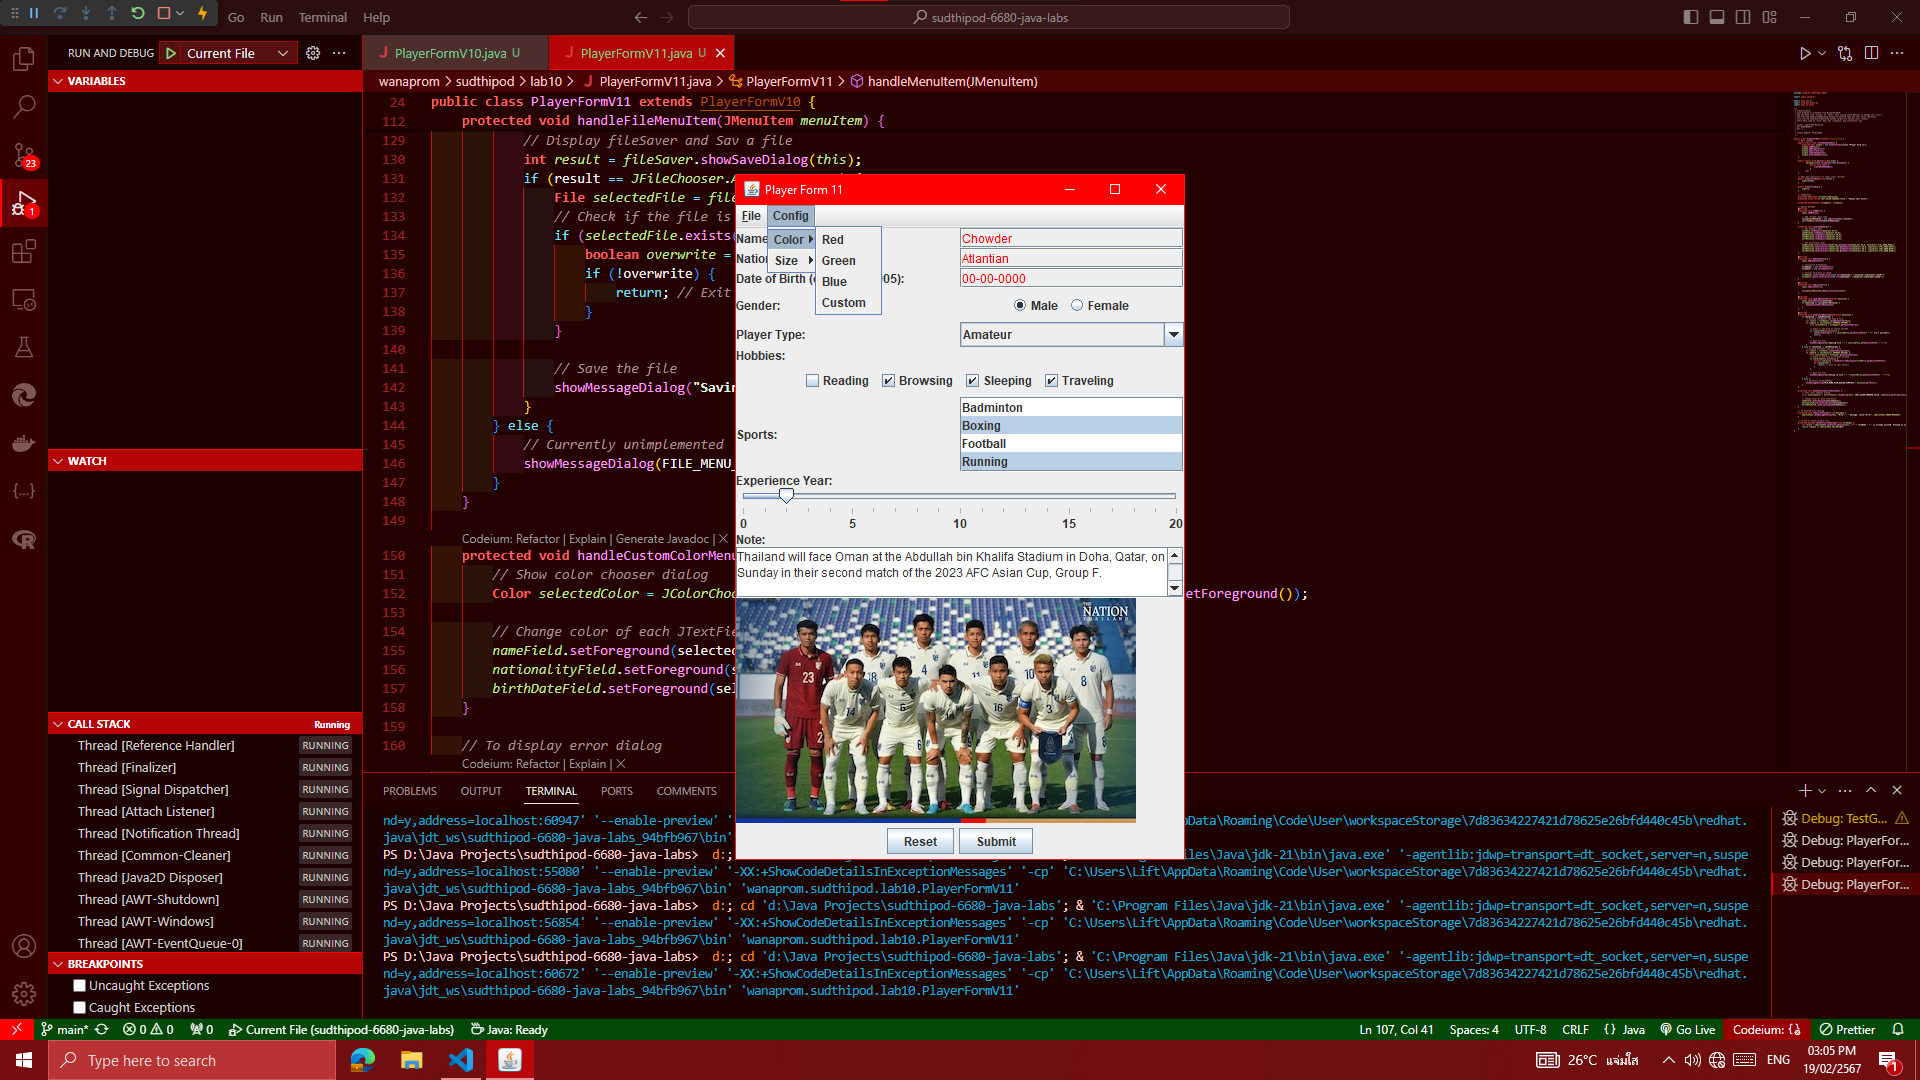 Go Run Terminal Help
sudthipod-6680-java-labs
RUN AND DEBUG Current File
PlayerFormV10.java U
PlayerFormV11.java U
wanaprom > sudthipod > lab10 > PlayerFormV11.java > PlayerFormV11 > handleMenuItem(JMenuItem)
VARIABLES
WATCH
CALL STACK Running
Thread [Reference Handler] RUNNING
Thread [Finalizer] RUNNING
Thread [Signal Dispatcher] RUNNING
Thread [Attach Listener] RUNNING
Thread [Notification Thread] RUNNING
Thread [Common-Cleaner] RUNNING
Thread [Java2D Disposer] RUNNING
Thread [AWT-Shutdown] RUNNING
Thread [AWT-Windows] RUNNING
Thread [AWT-EventQueue-0] RUNNING
BREAKPOINTS
Uncaught Exceptions
Caught Exceptions
23
1
24 public class PlayerFormV11 extends PlayerFormV10 {
112 protected void handleFileMenuItem(JMenuItem menuItem) {
129 // Display fileSaver and Sav a file
130 int result = fileSaver.showSaveDialog(this);
131 if (result == JFileChooser.A
132 File selectedFile = file
133 // Check if the file is
134 if (selectedFile.exists(
135 boolean overwrite =
136 if (!overwrite) {
137 return; // Exit
138 }
139 }
140
141 // Save the file
142 showMessageDialog("Savin
143 }
144 } else {
145 // Currently unimplemented
146 showMessageDialog(FILE_MENU_
147 }
148 }
149
Codeium: Refactor | Explain | Generate Javadoc | X
150 protected void handleCustomColorMenu
151 // Show color chooser dialog
152 Color selectedColor = JColorChoo etForeground());
153
154 // Change color of each JTextFie
155 nameField.setForeground(selected
156 nationalityField.setForeground(s
157 birthDateField.setForeground(sel
158 }
159
160 // To display error dialog
Codeium: Refactor | Explain | X
Player Form 11
File Config
Color
Size
Red
Green
Blue
Custom
Name Chowder
Nation Atlantian
Date of Birth ( 05): 00-00-0000
Gender: Male Female
Player Type: Amateur
Hobbies:
Reading Browsing Sleeping Traveling
Sports:
Badminton
Boxing
Football
Running
Experience Year:
0 5 10 15 20
Note:
Thailand will face Oman at the Abdullah bin Khalifa Stadium in Doha, Qatar, on
Sunday in their second match of the 2023 AFC Asian Cup, Group F.
THE
NATION
THAILAND
Reset Submit
PROBLEMS OUTPUT TERMINAL PORTS COMMENTS
nd=y,address=localhost:60947' '--enable-preview' ' AppData\Roaming\Code\User\workspaceStorage\7d83634227421d78625e26bfd440c45b\redhat.
java\jdt_ws\sudthipod-6680-java-labs_94bfb967\bin'
PS D:\Java Projects\sudthipod-6680-java-labs> d:; iles\Java\jdk-21\bin\java.exe' '-agentlib:jdwp=transport=dt_socket,server=n,suspe
nd=y,address=localhost:55080' '--enable-preview' '-XX:+ShowCodeDetailsInExceptionMessages' '-cp' 'C:\Users\Lift\AppData\Roaming\Code\User\workspaceStorage\7d83634227421d78625e26bfd440c45b\redhat.
java\jdt_ws\sudthipod-6680-java-labs_94bfb967\bin' 'wanaprom.sudthipod.lab10.PlayerFormV11'
PS D:\Java Projects\sudthipod-6680-java-labs> d:; cd 'd:\Java Projects\sudthipod-6680-java-labs'; & 'C:\Program Files\Java\jdk-21\bin\java.exe' '-agentlib:jdwp=transport=dt_socket,server=n,suspe
nd=y,address=localhost:56854' '--enable-preview' '-XX:+ShowCodeDetailsInExceptionMessages' '-cp' 'C:\Users\Lift\AppData\Roaming\Code\User\workspaceStorage\7d83634227421d78625e26bfd440c45b\redhat.
java\jdt_ws\sudthipod-6680-java-labs_94bfb967\bin' 'wanaprom.sudthipod.lab10.PlayerFormV11'
PS D:\Java Projects\sudthipod-6680-java-labs> d:; cd 'd:\Java Projects\sudthipod-6680-java-labs'; & 'C:\Program Files\Java\jdk-21\bin\java.exe' '-agentlib:jdwp=transport=dt_socket,server=n,suspe
nd=y,address=localhost:60672' '--enable-preview' '-XX:+ShowCodeDetailsInExceptionMessages' '-cp' 'C:\Users\Lift\AppData\Roaming\Code\User\workspaceStorage\7d83634227421d78625e26bfd440c45b\redhat.
java\jdt_ws\sudthipod-6680-java-labs_94bfb967\bin' 'wanaprom.sudthipod.lab10.PlayerFormV11'
Debug: TestG...
Debug: PlayerFor...
Debug: PlayerFor...
Debug: PlayerFor...
main* 0 0 0 Current File (sudthipod-6680-java-labs) Java: Ready
Ln 107, Col 41 Spaces: 4 UTF-8 CRLF {} Java Go Live Codeium: {} Prettier
Type here to search
26°C แจ่มใส ENG 03:05 PM
19/02/2567
1